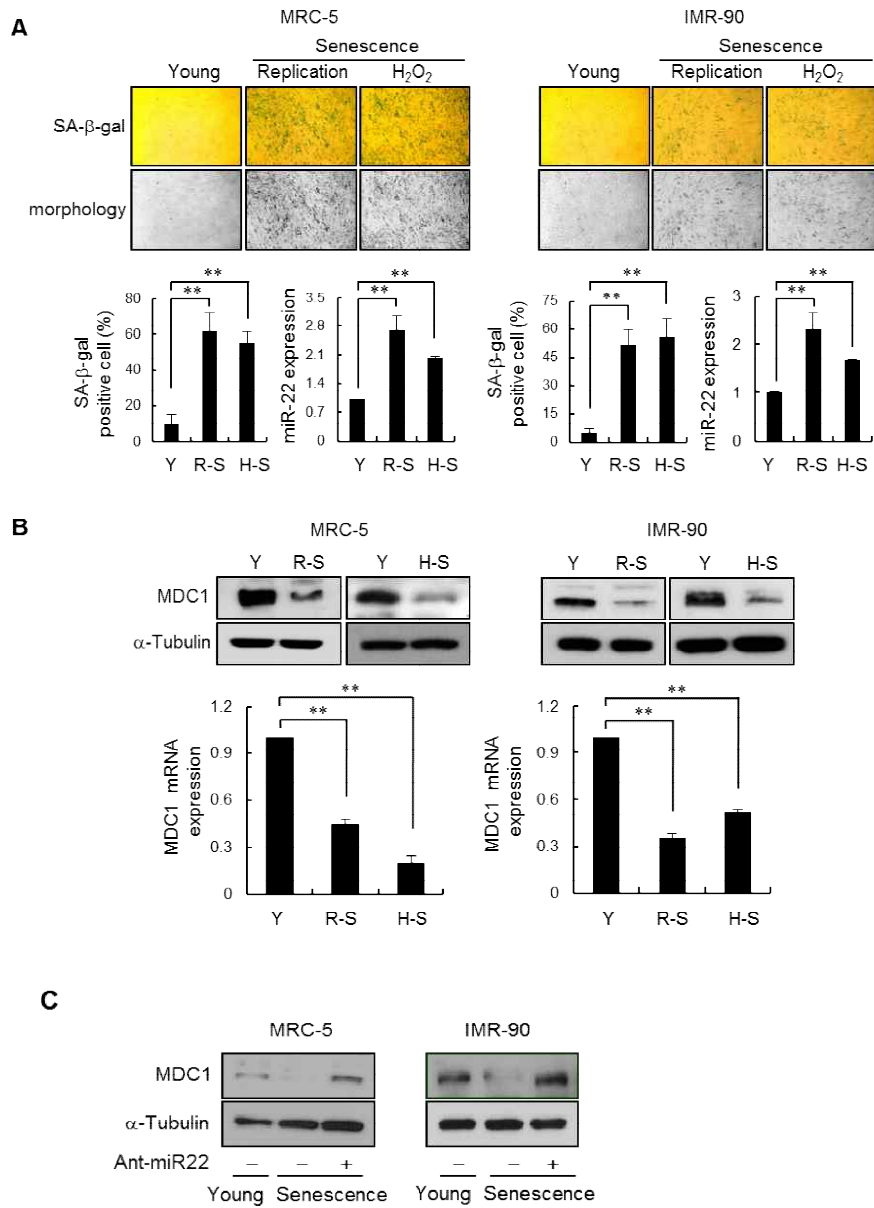 A
MRC-5
IMR-90
Senescence
Senescence
Young
Replication
H₂O₂
Young
Replication
H₂O₂
SA-β-gal
morphology
SA-β-gal positive cell (%)
80
60
40
20
0
**
**
Y R-S H-S
miR-22 expression
3.5
2.8
2.1
1.4
0.7
0
**
**
Y R-S H-S
SA-β-gal positive cell (%)
75
60
45
30
15
0
**
**
Y R-S H-S
miR-22 expression
3
2
1
0
**
**
Y R-S H-S
B
MRC-5
IMR-90
Y R-S Y H-S
Y R-S Y H-S
MDC1
α-Tubulin
MDC1 mRNA expression
1.2
0.9
0.6
0.3
0
**
**
Y R-S H-S
MDC1 mRNA expression
1.2
0.9
0.6
0.3
0
**
**
Y R-S H-S
C
MRC-5
IMR-90
MDC1
α-Tubulin
Ant-miR22 – – + – – +
Young Senescence Young Senescence